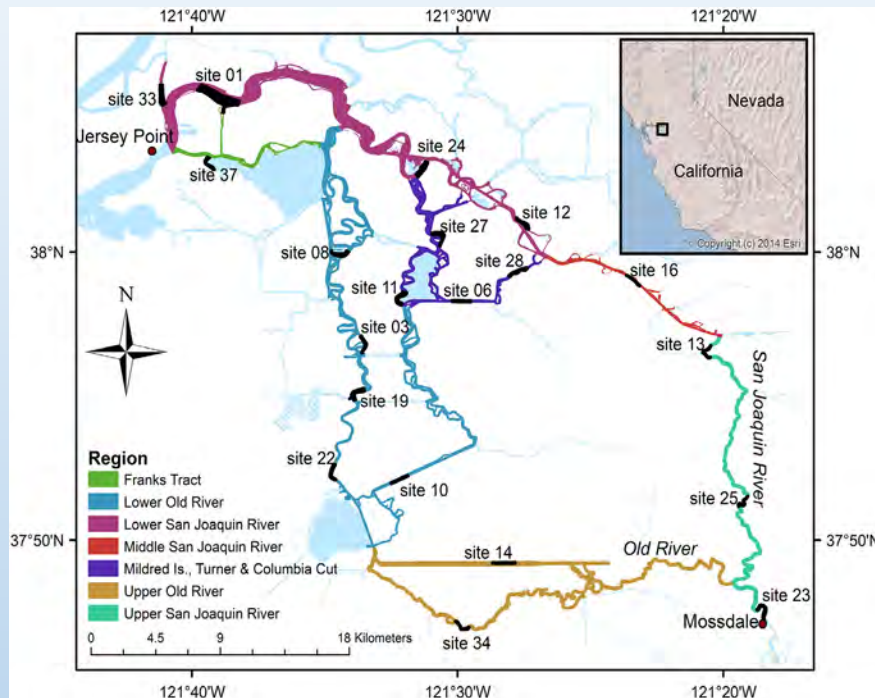 121°40'W 121°30'W 121°20'W
site 01
site 33
Jersey Point
site 37
site 24
Nevada
California
Copyright (c) 2014 Esri
site 27
site 12
38°N 38°N
site 08
site 28
site 16
site 11
site 06
N
site 03
site 13
San Joaquin River
site 19
Region
Franks Tract
Lower Old River
Lower San Joaquin River
Middle San Joaquin River
Mildred Is., Turner & Columbia Cut
Upper Old River
Upper San Joaquin River
0 4.5 9 18 Kilometers
site 22
site 10
site 25
37°50'N 37°50'N
site 14
Old River
site 23
Mossdale
site 34
121°40'W 121°30'W 121°20'W